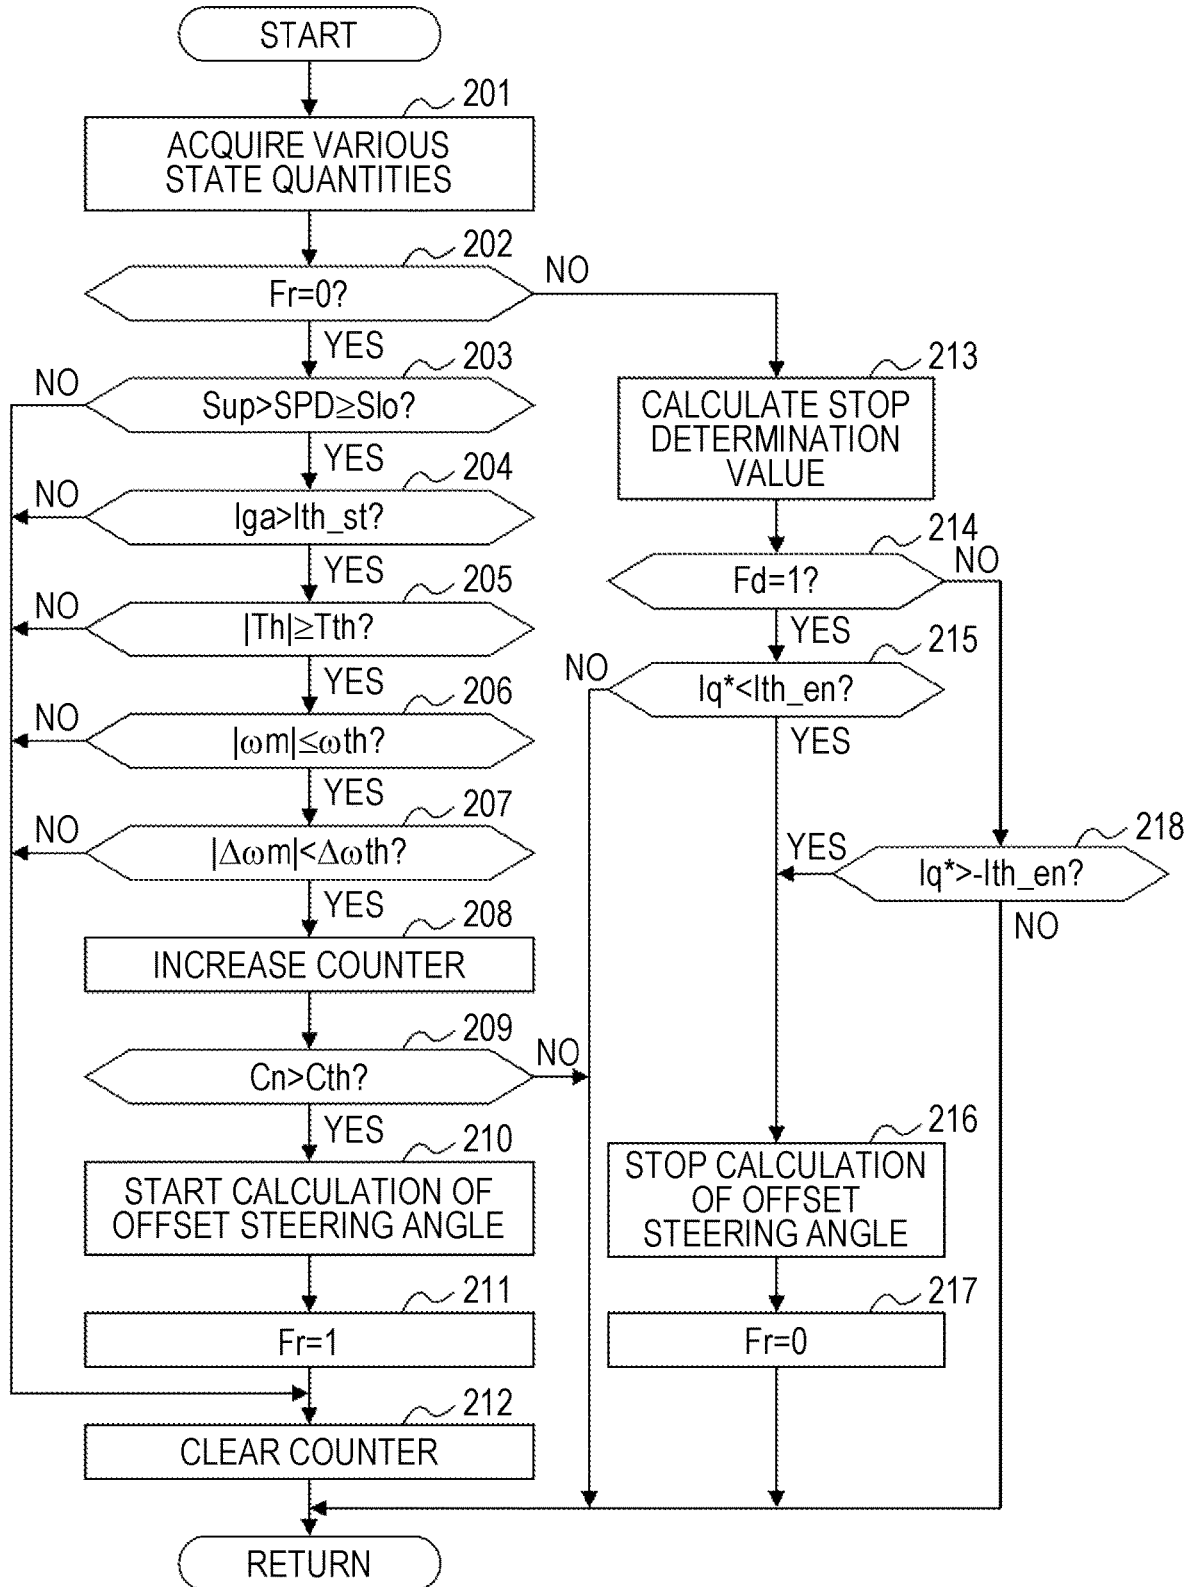 START
201
ACQUIRE VARIOUS
STATE QUANTITIES
202
Fr=0?
NO
YES
203
NO
Sup>SPD≥Slo?
YES
204
NO
Iga>Ith_st?
YES
205
NO
|Th|≥Tth?
YES
206
NO
|ωm|≤ωth?
YES
207
NO
|Δωm|<Δωth?
YES
208
INCREASE COUNTER
209
Cn>Cth?
NO
YES
210
START CALCULATION OF
OFFSET STEERING ANGLE
211
Fr=1
212
CLEAR COUNTER
RETURN
213
CALCULATE STOP
DETERMINATION
VALUE
214
Fd=1?
NO
YES
215
NO
Iq*<Ith_en?
YES
218
YES
Iq*>-Ith_en?
NO
216
STOP CALCULATION
OF OFFSET
STEERING ANGLE
217
Fr=0